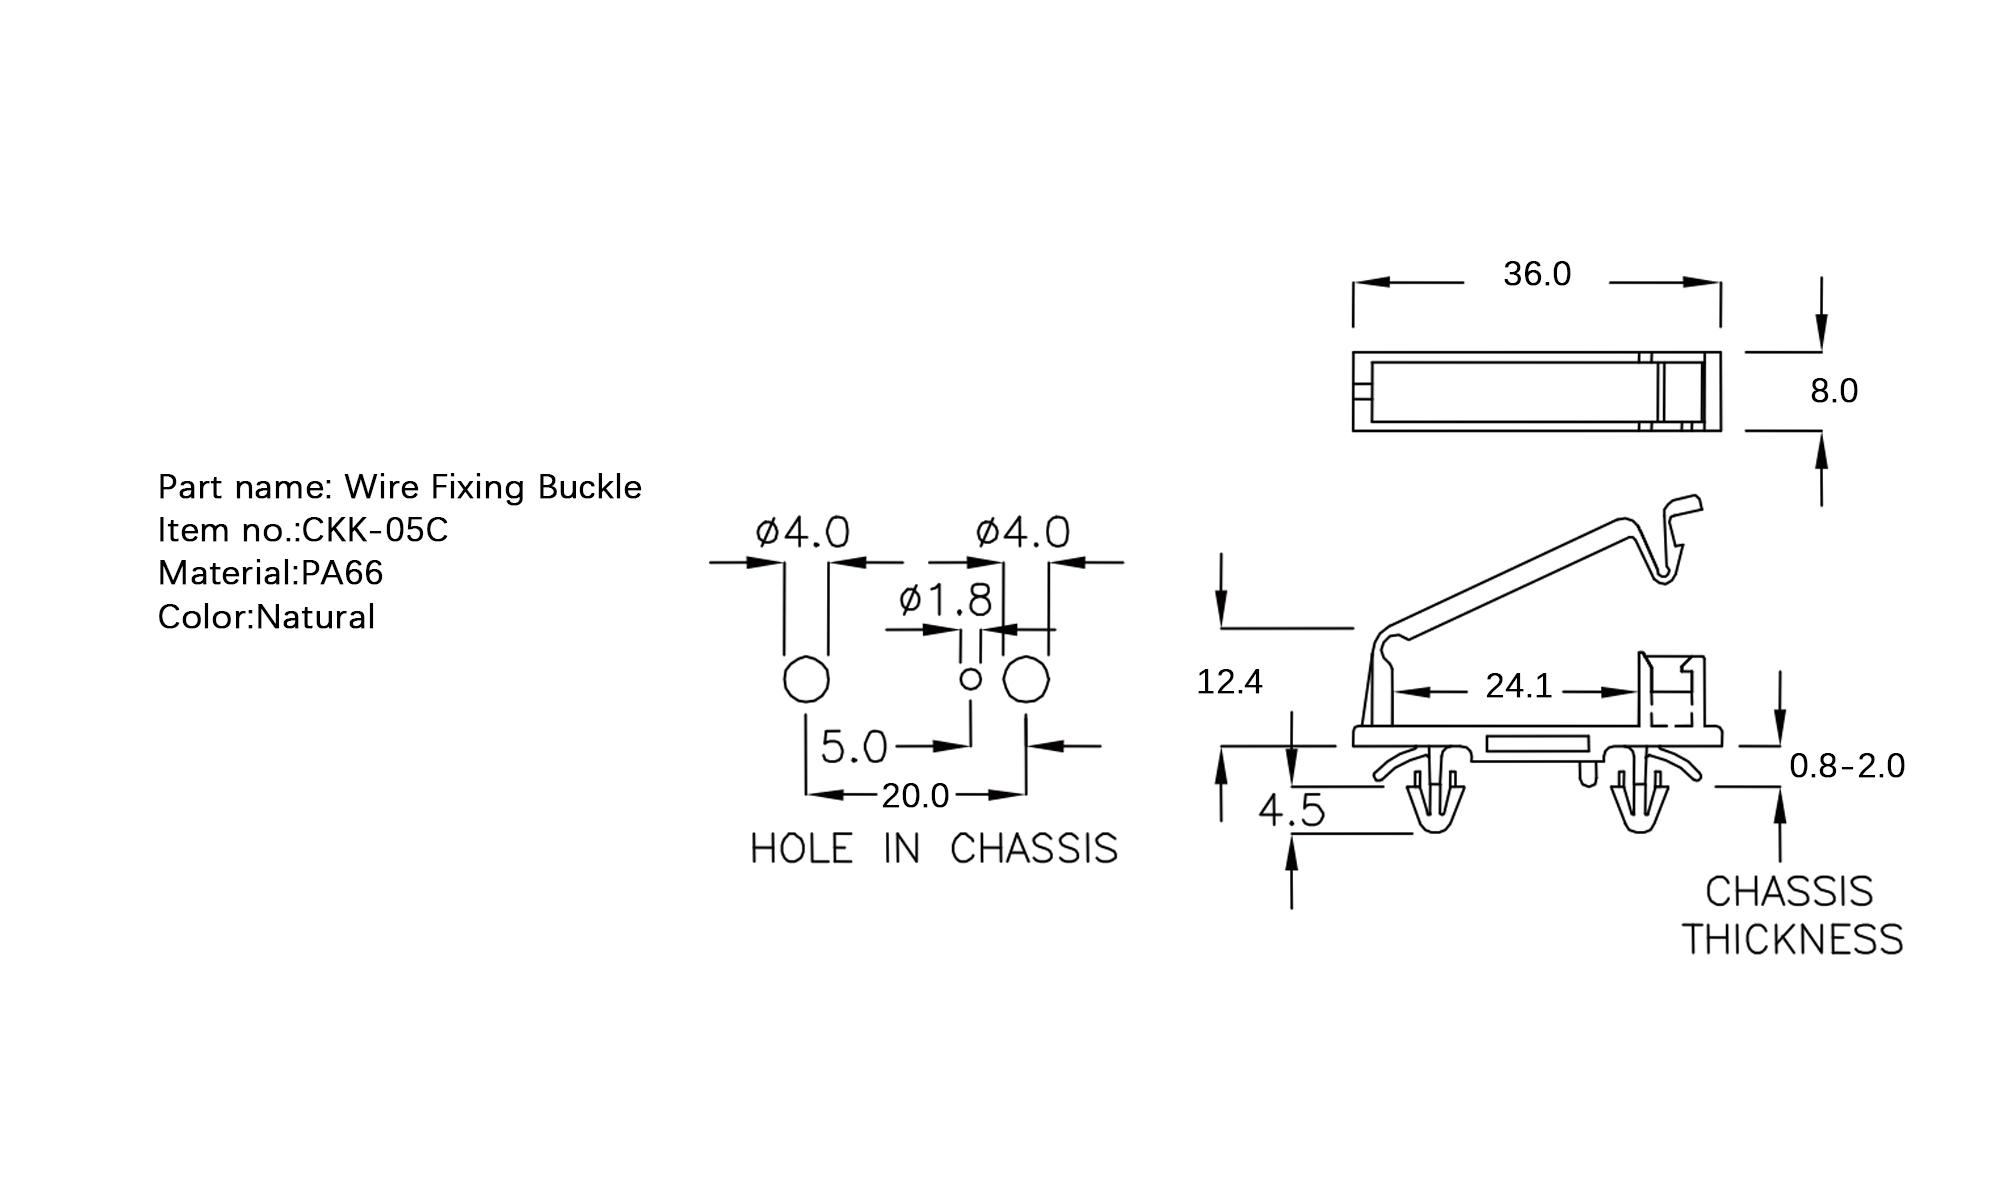 Part name: Wire Fixing Buckle
Item no.:CKK-05C
Material:PA66
Color:Natural
ø4.0
ø4.0
ø1.8
5.0
20.0
HOLE IN CHASSIS
36.0
8.0
12.4
24.1
0.8-2.0
4.5
CHASSIS
THICKNESS